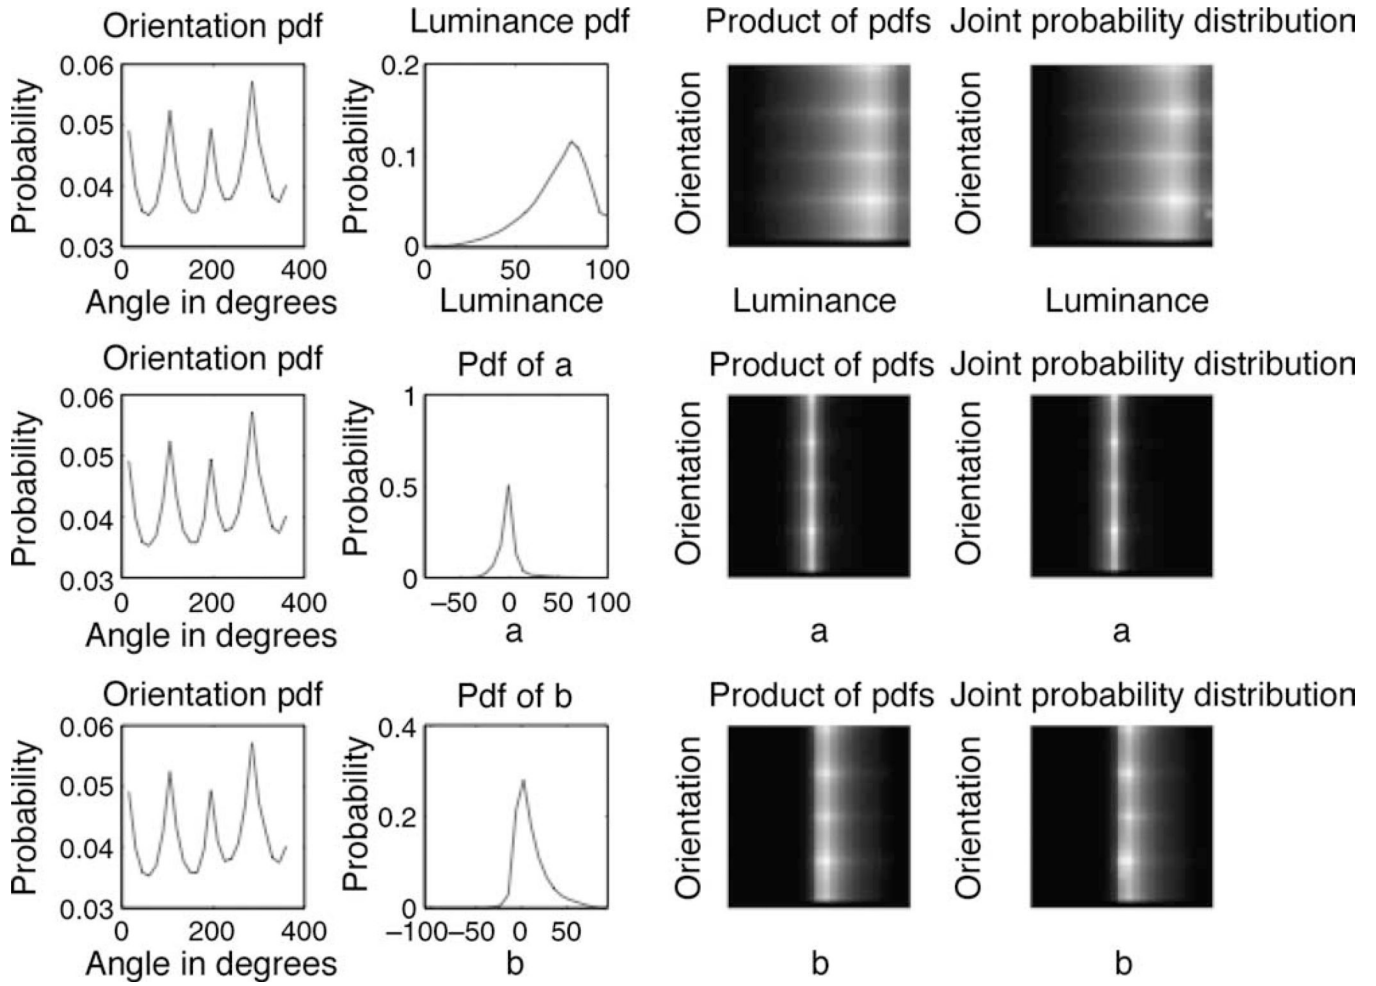 Orientation pdf Luminance pdf Product of pdfs Joint probability distribution
Probability 0.06 0.05 0.04 0.03
0 200 400
Angle in degrees
Probability 0.2 0.1 0
0 50 100
Luminance
Orientation
Luminance
Orientation
Luminance
Orientation pdf Pdf of a Product of pdfs Joint probability distribution
Probability 0.06 0.05 0.04 0.03
0 200 400
Angle in degrees
Probability 1 0.5 0
–50 0 50 100
a
Orientation
a
Orientation
a
Orientation pdf Pdf of b Product of pdfs Joint probability distribution
Probability 0.06 0.05 0.04 0.03
0 200 400
Angle in degrees
Probability 0.4 0.2 0
–100 –50 0 50
b
Orientation
b
Orientation
b